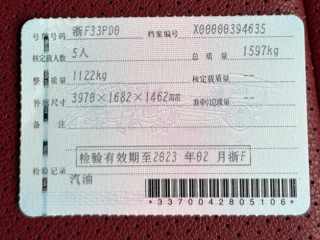 号牌号码 浙F33PD0 档案编号 X00000394635
核定载人数 5人 总质量 1597kg
整备质量 1122kg 核定载质量 --
外廓尺寸 3970×1682×1462mm 准牵引总质量 --
备注
检验有效期至2023年02月浙F
检验记录
汽油
*3370042805106*